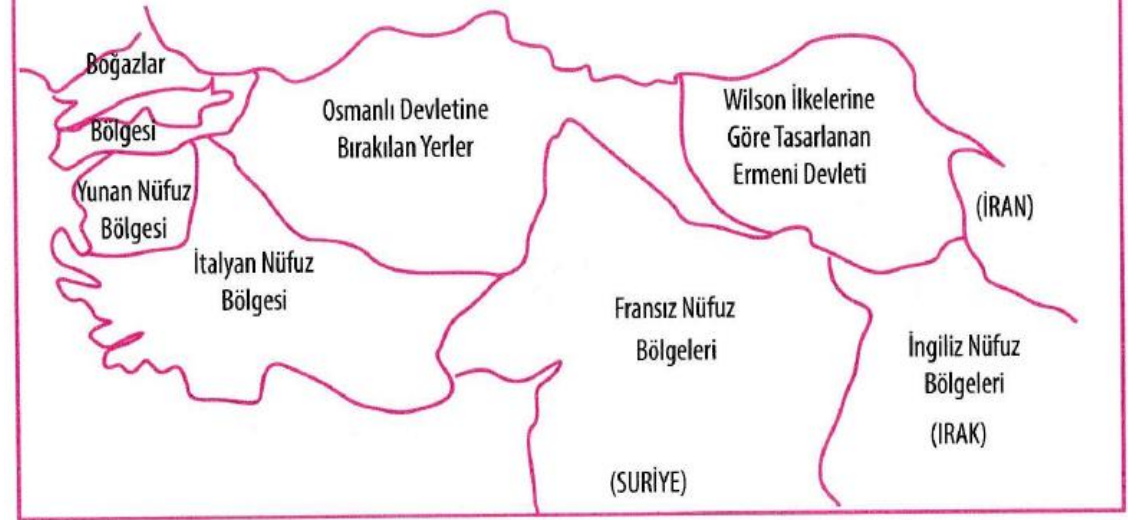 Boğazlar
Bölgesi
Yunan Nüfuz
Bölgesi
İtalyan Nüfuz
Bölgesi
Osmanlı Devletine
Bırakılan Yerler
Wilson İlkelerine
Göre Tasarlanan
Ermeni Devleti
(İRAN)
Fransız Nüfuz
Bölgeleri
İngiliz Nüfuz
Bölgeleri
(IRAK)
(SURİYE)